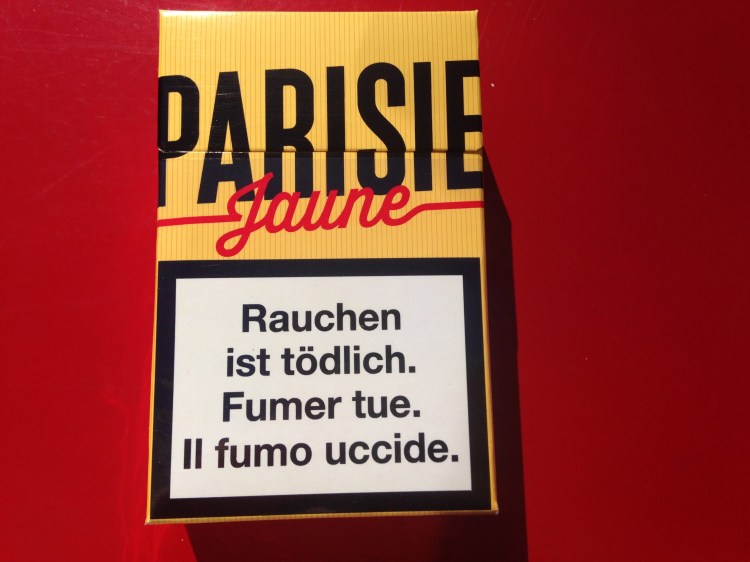 PARISIE
Jaune
Rauchen
ist tödlich.
Fumer tue.
Il fumo uccide.